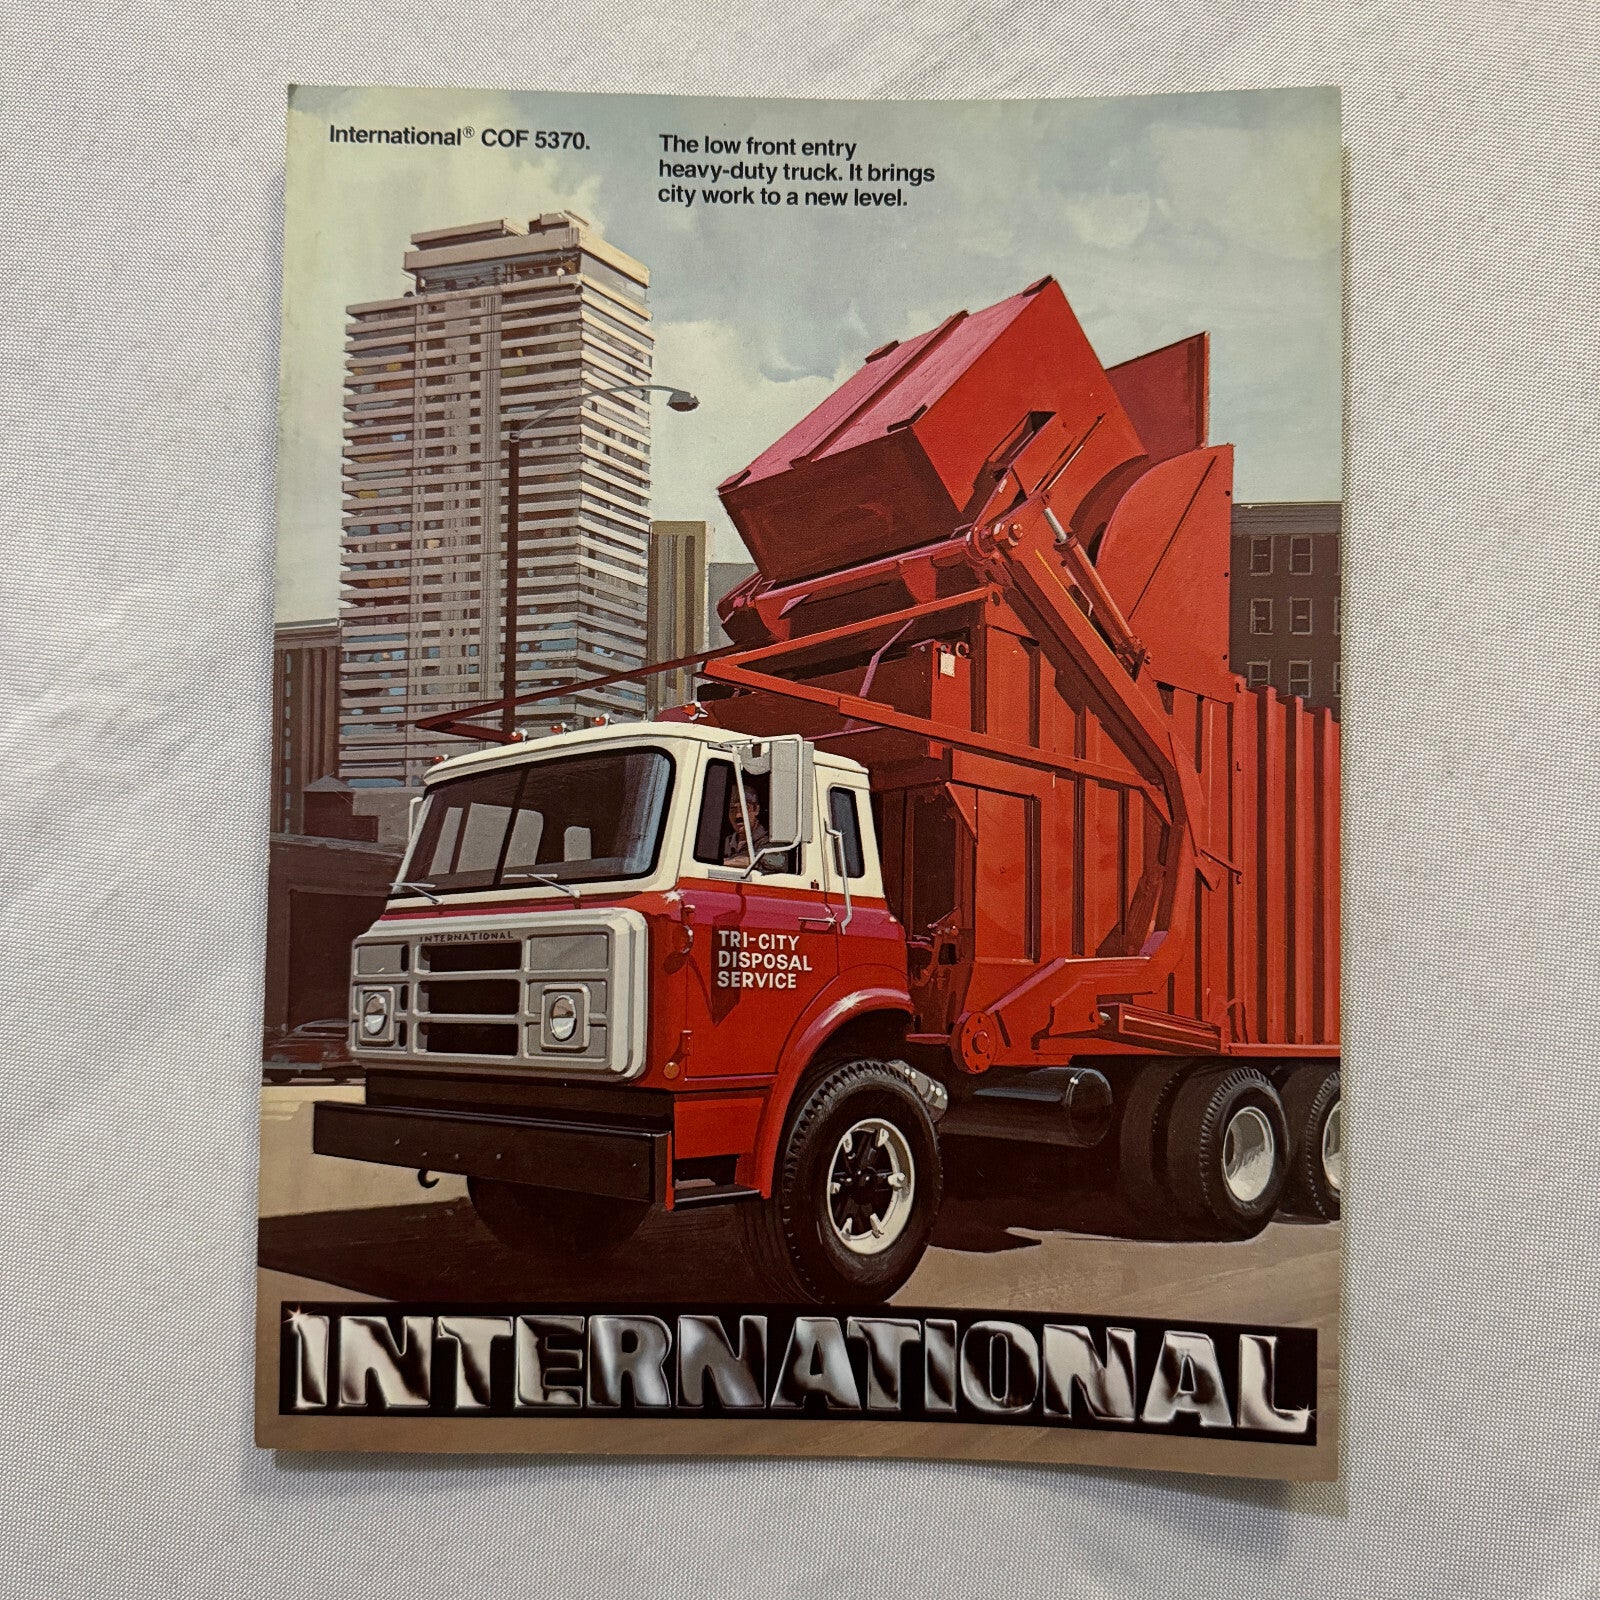 International® COF 5370.
The low front entry
heavy-duty truck. It brings
city work to a new level.
INTERNATIONAL
TRI-CITY
DISPOSAL
SERVICE
INTERNATIONAL